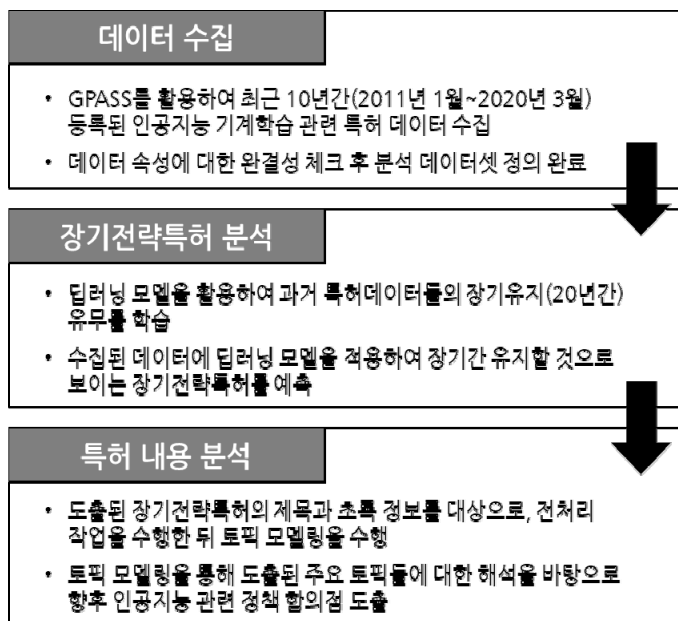 데이터 수집
• GPASS를 활용하여 최근 10년간(2011년 1월~2020년 3월)
등록된 인공지능 기계학습 관련 특허 데이터 수집
• 데이터 속성에 대한 완결성 체크 후 분석 데이터셋 정의 완료
장기전략특허 분석
• 딥러닝 모델을 활용하여 과거 특허데이터들의 장기유지(20년간)
유무를 학습
• 수집된 데이터에 딥러닝 모델을 적용하여 장기간 유지할 것으로
보이는 장기전략특허를 예측
특허 내용 분석
• 도출된 장기전략특허의 제목과 초록 정보를 대상으로, 전처리
작업을 수행한 뒤 토픽 모델링을 수행
• 토픽 모델링을 통해 도출된 주요 토픽들에 대한 해석을 바탕으로
향후 인공지능 관련 정책 함의점 도출